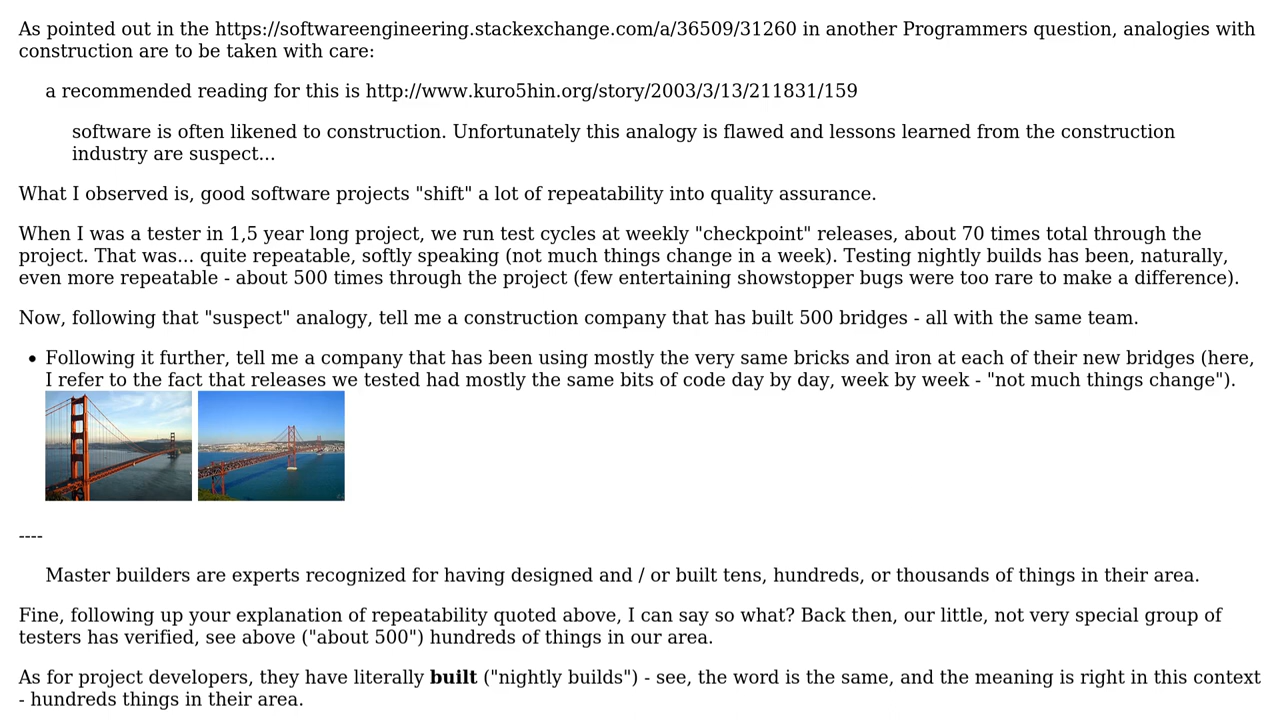 As pointed out in the https://softwareengineering.stackexchange.com/a/36509/31260 in another Programmers question, analogies with
construction are to be taken with care:
a recommended reading for this is http://www.kuro5hin.org/story/2003/3/13/211831/159
software is often likened to construction. Unfortunately this analogy is flawed and lessons learned from the construction
industry are suspect...
What I observed is, good software projects "shift" a lot of repeatability into quality assurance.
When I was a tester in 1,5 year long project, we run test cycles at weekly "checkpoint" releases, about 70 times total through the
project. That was... quite repeatable, softly speaking (not much things change in a week). Testing nightly builds has been, naturally,
even more repeatable - about 500 times through the project (few entertaining showstopper bugs were too rare to make a difference).
Now, following that "suspect" analogy, tell me a construction company that has built 500 bridges - all with the same team.
• Following it further, tell me a company that has been using mostly the very same bricks and iron at each of their new bridges (here,
I refer to the fact that releases we tested had mostly the same bits of code day by day, week by week - "not much things change").
----
Master builders are experts recognized for having designed and / or built tens, hundreds, or thousands of things in their area.
Fine, following up your explanation of repeatability quoted above, I can say so what? Back then, our little, not very special group of
testers has verified, see above ("about 500") hundreds of things in our area.
As for project developers, they have literally built ("nightly builds") - see, the word is the same, and the meaning is right in this context
- hundreds things in their area.